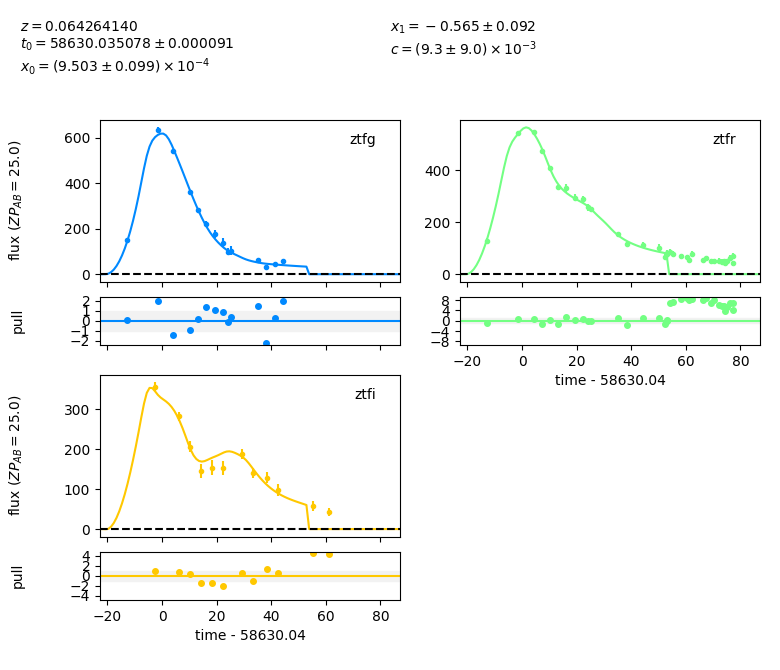 z = 0.064264140
t₀ = 58630.035078 ± 0.000091
x₀ = (9.503 ± 0.099) × 10⁻⁴
x₁ = −0.565 ± 0.092
c = (9.3 ± 9.0) × 10⁻³
flux (ZP_AB = 25.0)
600
400
200
0
ztfg
400
200
0
ztfr
pull
2
1
0
−1
−2
8
4
0
−4
−8
−20 0 20 40 60 80
time - 58630.04
flux (ZP_AB = 25.0)
300
200
100
0
ztfi
pull
4
2
0
−2
−4
−20 0 20 40 60 80
time - 58630.04